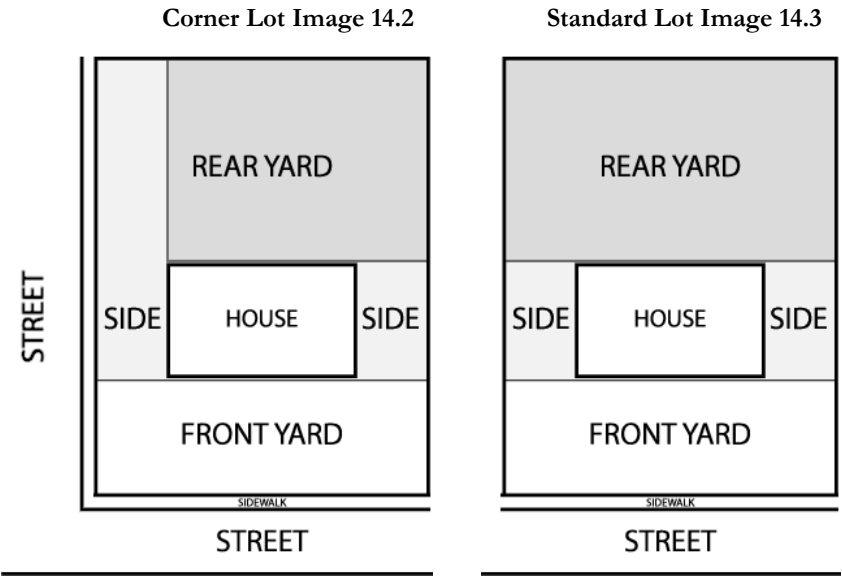 Corner Lot Image 14.2
REAR YARD
STREET
SIDE
HOUSE
SIDE
FRONT YARD
SIDEWALK
STREET
Standard Lot Image 14.3
REAR YARD
SIDE
HOUSE
SIDE
FRONT YARD
SIDEWALK
STREET